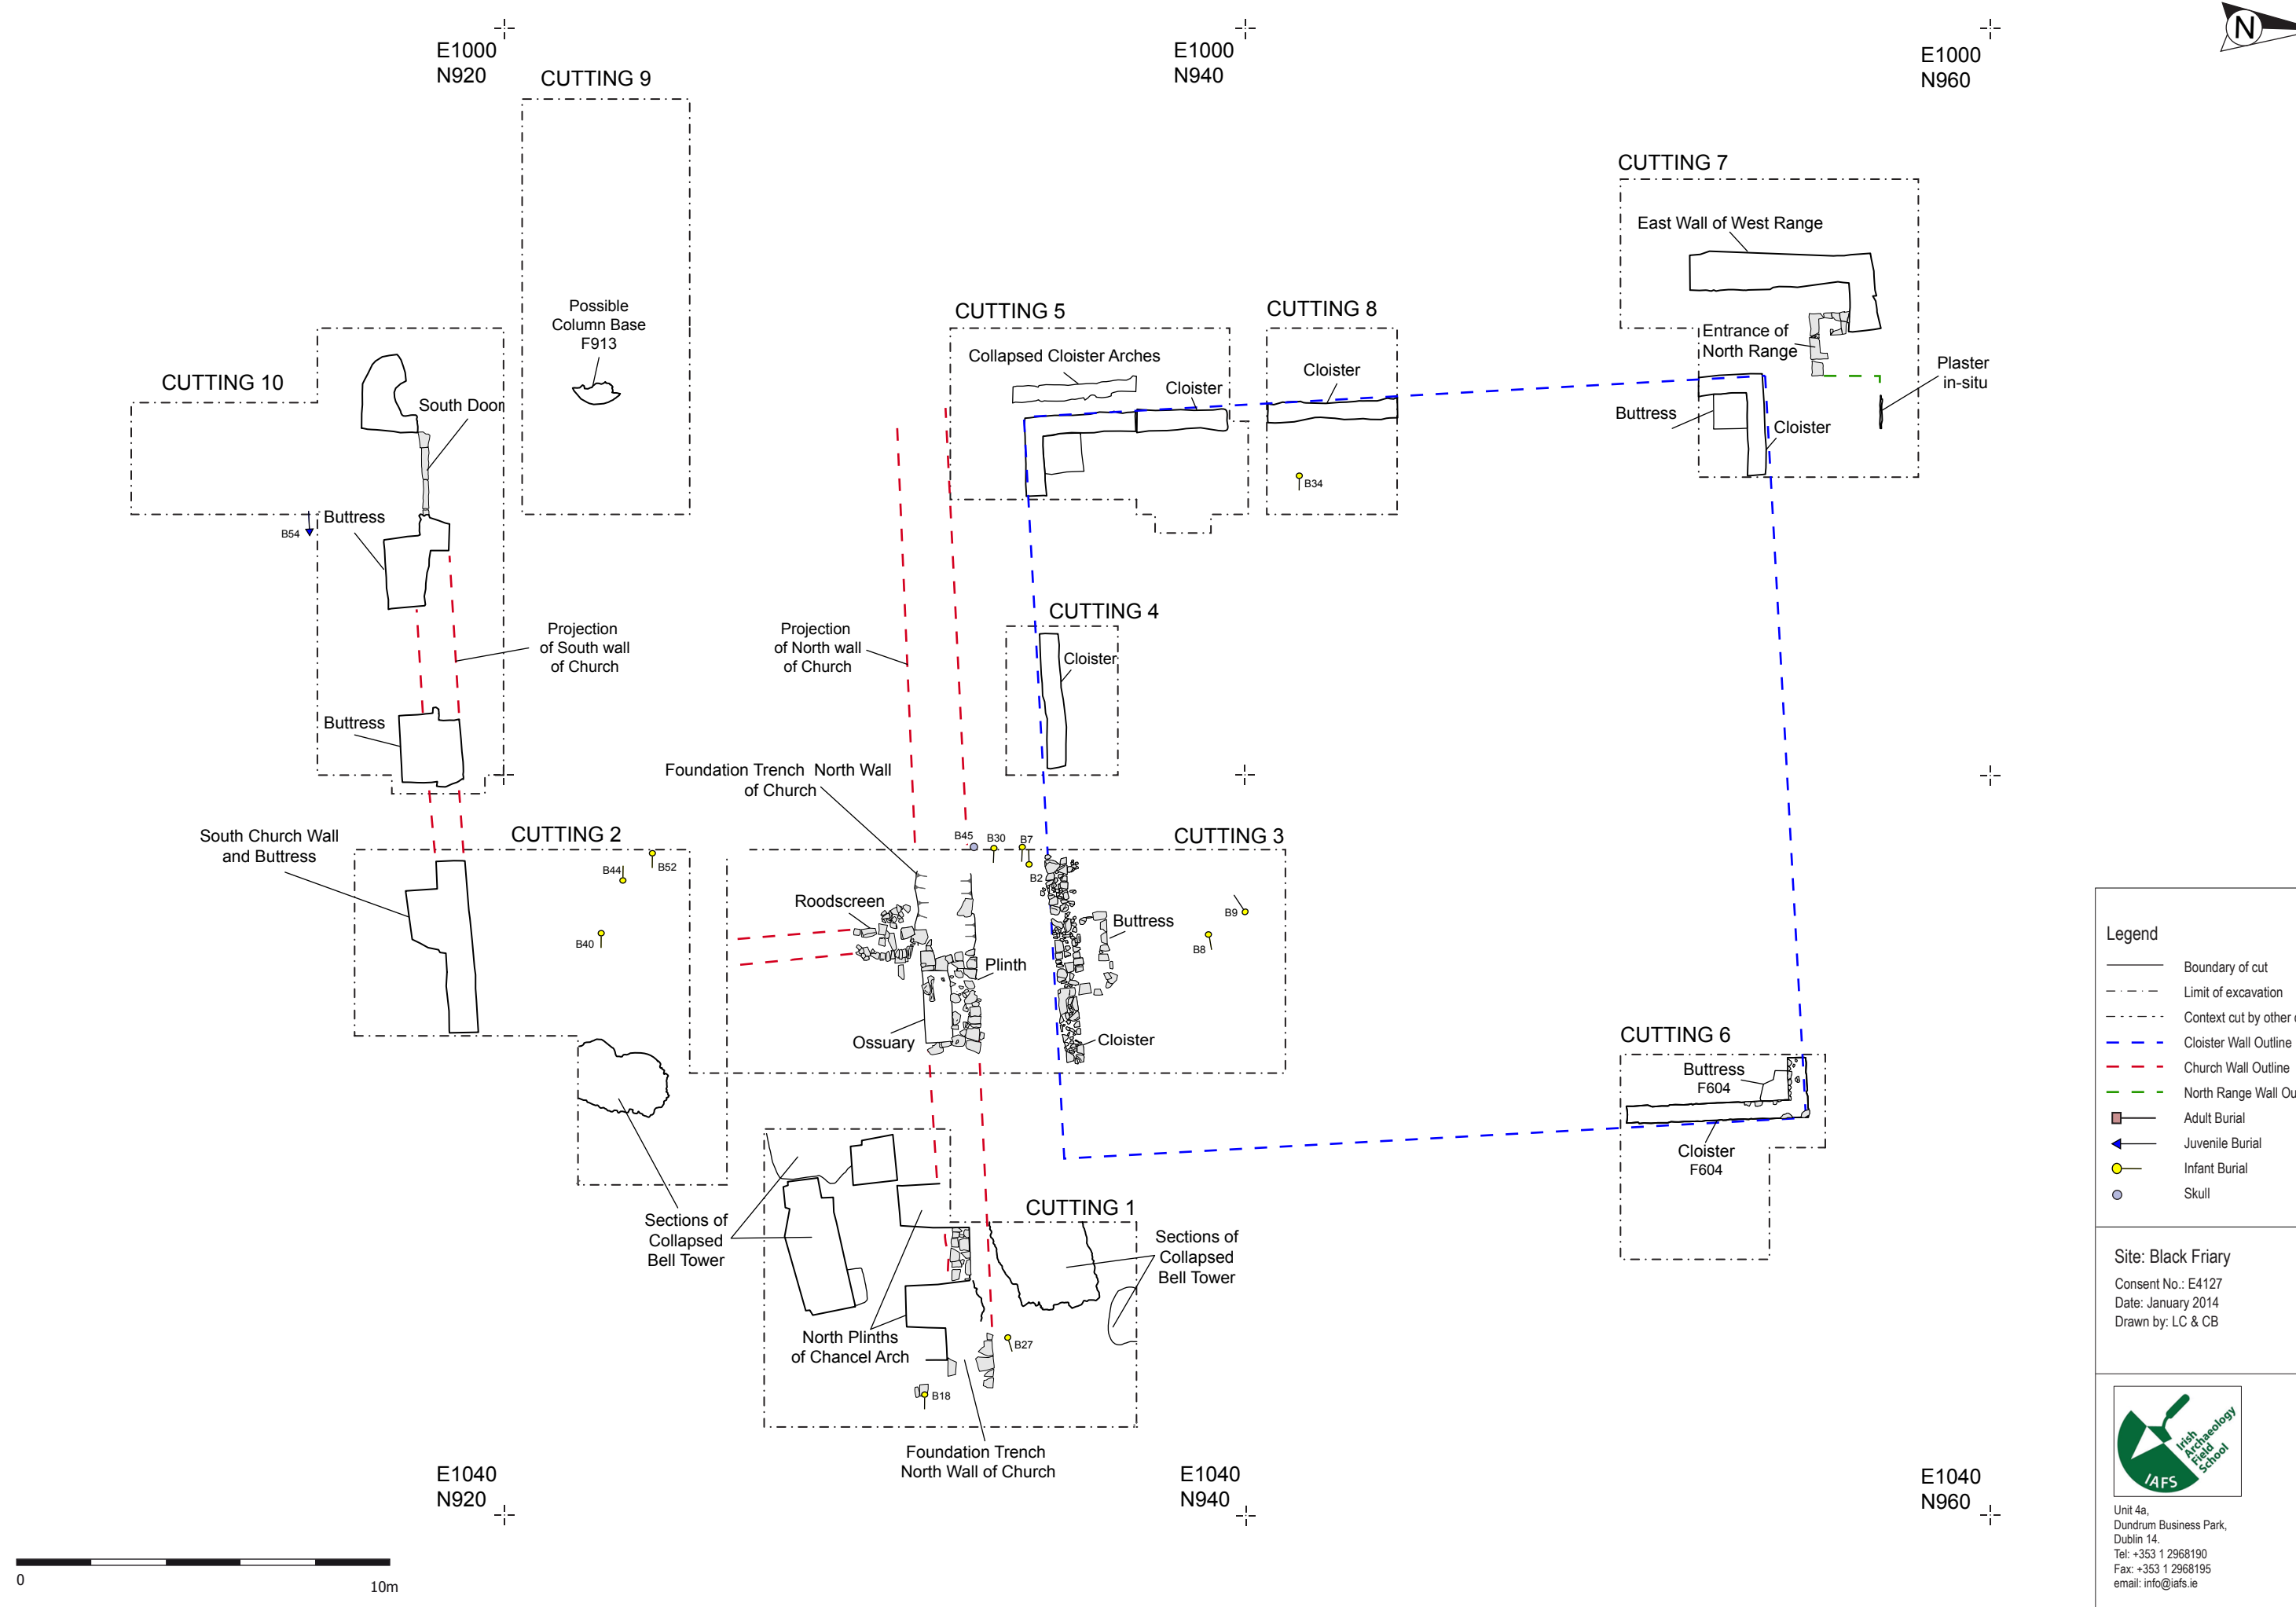 E1000
N920
E1000
N940
E1000
N960
N
CUTTING 9
CUTTING 7
East Wall of West Range
Possible
Column Base
F913
CUTTING 5
CUTTING 8
Entrance of
North Range
Collapsed Cloister Arches
Cloister
Cloister
Plaster
in-situ
CUTTING 10
South Door
Buttress
Cloister
B34
Buttress
B54
CUTTING 4
Projection
of South wall
of Church
Projection
of North wall
of Church
Cloister
Buttress
Foundation Trench North Wall
of Church
South Church Wall
and Buttress
CUTTING 2
B45
B30
B7
CUTTING 3
B44
B52
B2
Roodscreen
B9
Buttress
B40
B8
Plinth
Ossuary
Cloister
CUTTING 6
Buttress
F604
Cloister
F604
Sections of
Collapsed
Bell Tower
CUTTING 1
Sections of
Collapsed
Bell Tower
North Plinths
of Chancel Arch
B27
B18
Foundation Trench
North Wall of Church
E1040
N920
E1040
N940
E1040
N960
0
10m
Legend
Boundary of cut
Limit of excavation
Context cut by other
Cloister Wall Outline
Church Wall Outline
North Range Wall Ou
Adult Burial
Juvenile Burial
Infant Burial
Skull
Site: Black Friary
Consent No.: E4127
Date: January 2014
Drawn by: LC & CB
Irish
Archaeology
Field
School
IAFS
Unit 4a,
Dundrum Business Park,
Dublin 14.
Tel: +353 1 2968190
Fax: +353 1 2968195
email: info@iafs.ie